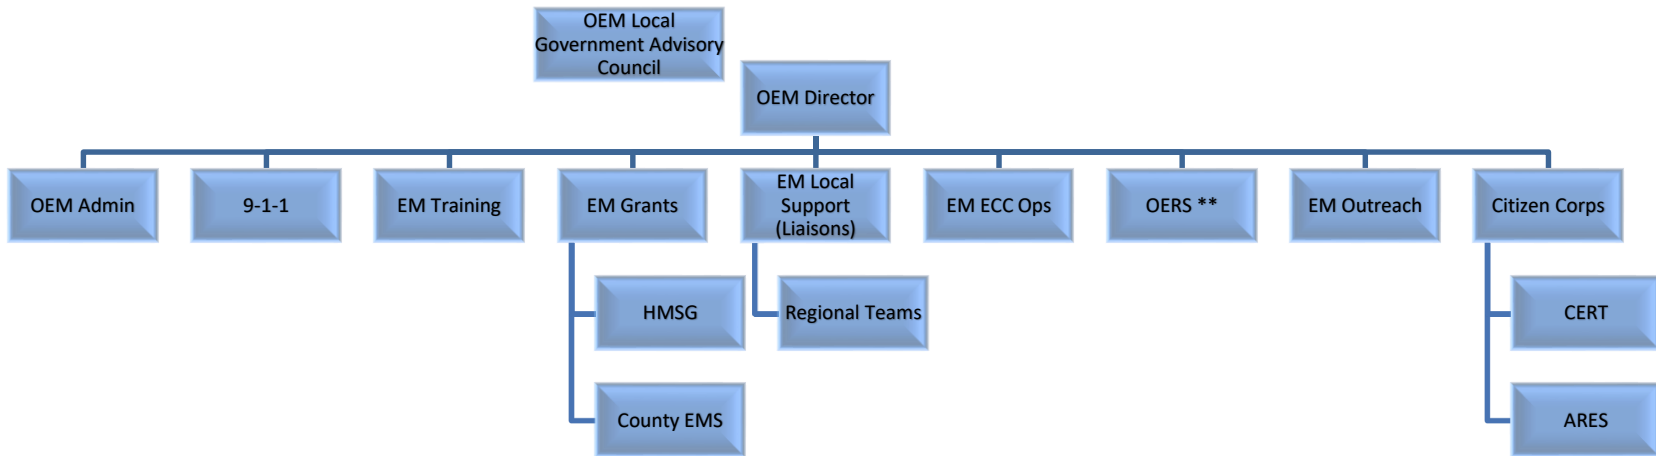 OEM Local
Government Advisory
Council
OEM Director
OEM Admin
9-1-1
EM Training
EM Grants
EM Local
Support
(Liaisons)
EM ECC Ops
OERS **
EM Outreach
Citizen Corps
HMSG
Regional Teams
CERT
County EMS
ARES